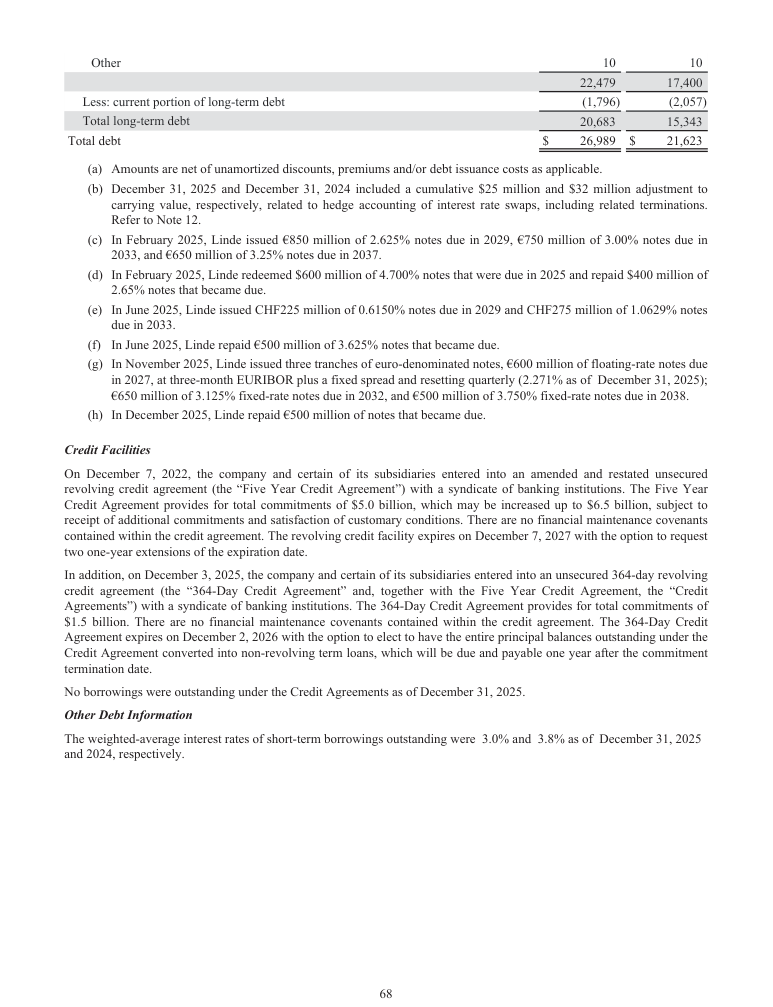 Other 10 10
22,479 17,400
Less: current portion of long-term debt (1,796) (2,057)
Total long-term debt 20,683 15,343
Total debt $ 26,989 $ 21,623
(a) Amounts are net of unamortized discounts, premiums and/or debt issuance costs as applicable.
(b) December 31, 2025 and December 31, 2024 included a cumulative $25 million and $32 million adjustment to
carrying value, respectively, related to hedge accounting of interest rate swaps, including related terminations.
Refer to Note 12.
(c) In February 2025, Linde issued €850 million of 2.625% notes due in 2029, €750 million of 3.00% notes due in
2033, and €650 million of 3.25% notes due in 2037.
(d) In February 2025, Linde redeemed $600 million of 4.700% notes that were due in 2025 and repaid $400 million of
2.65% notes that became due.
(e) In June 2025, Linde issued CHF225 million of 0.6150% notes due in 2029 and CHF275 million of 1.0629% notes
due in 2033.
(f) In June 2025, Linde repaid €500 million of 3.625% notes that became due.
(g) In November 2025, Linde issued three tranches of euro-denominated notes, €600 million of floating-rate notes due
in 2027, at three-month EURIBOR plus a fixed spread and resetting quarterly (2.271% as of December 31, 2025);
€650 million of 3.125% fixed-rate notes due in 2032, and €500 million of 3.750% fixed-rate notes due in 2038.
(h) In December 2025, Linde repaid €500 million of notes that became due.
Credit Facilities
On December 7, 2022, the company and certain of its subsidiaries entered into an amended and restated unsecured
revolving credit agreement (the “Five Year Credit Agreement”) with a syndicate of banking institutions. The Five Year
Credit Agreement provides for total commitments of $5.0 billion, which may be increased up to $6.5 billion, subject to
receipt of additional commitments and satisfaction of customary conditions. There are no financial maintenance covenants
contained within the credit agreement. The revolving credit facility expires on December 7, 2027 with the option to request
two one-year extensions of the expiration date.
In addition, on December 3, 2025, the company and certain of its subsidiaries entered into an unsecured 364-day revolving
credit agreement (the “364-Day Credit Agreement” and, together with the Five Year Credit Agreement, the “Credit
Agreements”) with a syndicate of banking institutions. The 364-Day Credit Agreement provides for total commitments of
$1.5 billion. There are no financial maintenance covenants contained within the credit agreement. The 364-Day Credit
Agreement expires on December 2, 2026 with the option to elect to have the entire principal balances outstanding under the
Credit Agreement converted into non-revolving term loans, which will be due and payable one year after the commitment
termination date.
No borrowings were outstanding under the Credit Agreements as of December 31, 2025.
Other Debt Information
The weighted-average interest rates of short-term borrowings outstanding were 3.0% and 3.8% as of December 31, 2025
and 2024, respectively.
68